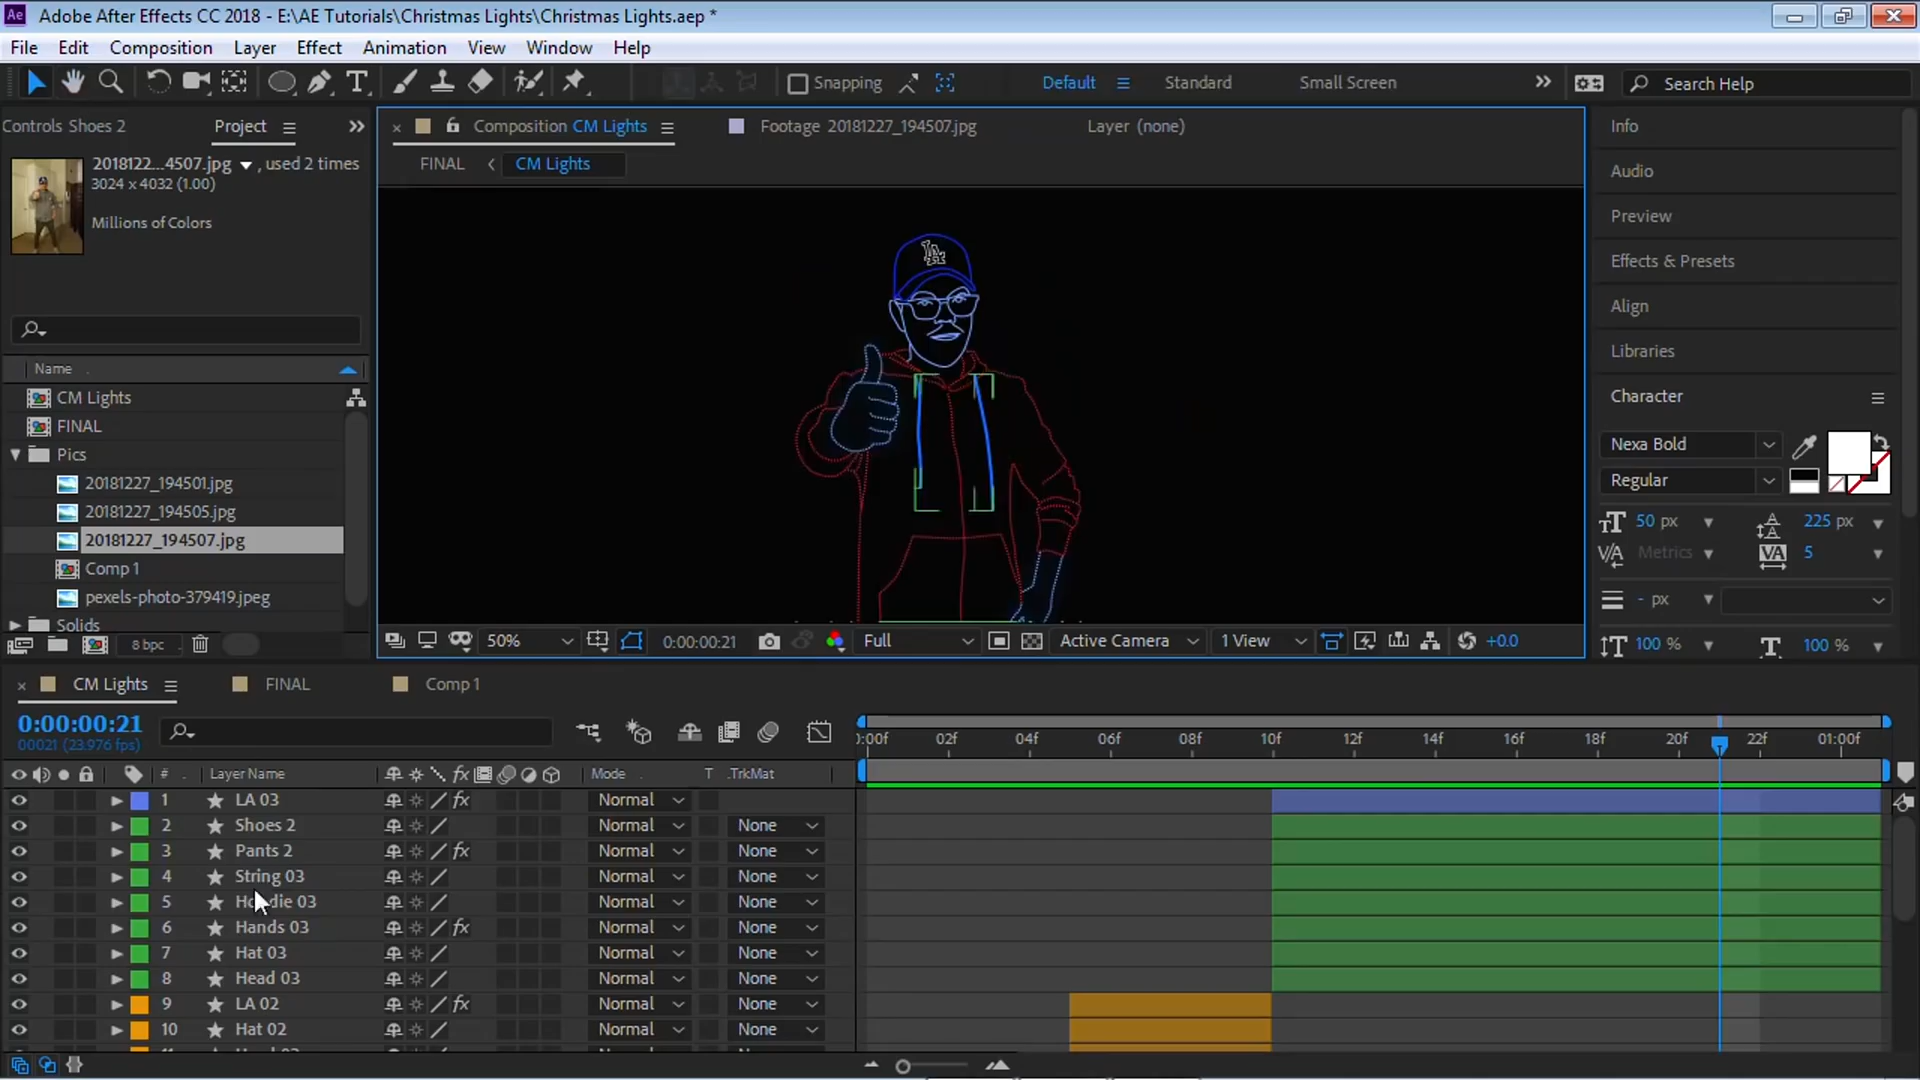 Adobe After Effects CC 2018 - E:\AE Tutorials\Christmas Lights\Christmas Lights.aep *
File Edit Composition Layer Effect Animation View Window Help
Snapping Default Standard Small Screen Search Help
Controls Shoes 2 Project
2018122...4507.jpg , used 2 times
3024 x 4032 (1.00)
Millions of Colors
Name
CM Lights
FINAL
Pics
20181227_194501.jpg
20181227_194505.jpg
20181227_194507.jpg
Comp 1
pexels-photo-379419.jpeg
Solids
8 bpc
Composition CM Lights Footage 20181227_194507.jpg Layer (none)
FINAL CM Lights
LA
50% 0:00:00:21 Full Active Camera 1 View +0.0
Info
Audio
Preview
Effects & Presets
Align
Libraries
Character
Nexa Bold
Regular
50 px 225 px
Metrics 5
- px
100 % 100 %
CM Lights FINAL Comp 1
0:00:00:21
00021 (23.976 fps)
:00f 02f 04f 06f 08f 10f 12f 14f 16f 18f 20f 22f 01:00f
# Layer Name fx Mode T .TrkMat
1 LA 03 fx Normal
2 Shoes 2 Normal None
3 Pants 2 fx Normal None
4 String 03 Normal None
5 Hoodie 03 Normal None
6 Hands 03 fx Normal None
7 Hat 03 Normal None
8 Head 03 Normal None
9 LA 02 fx Normal None
10 Hat 02 Normal None